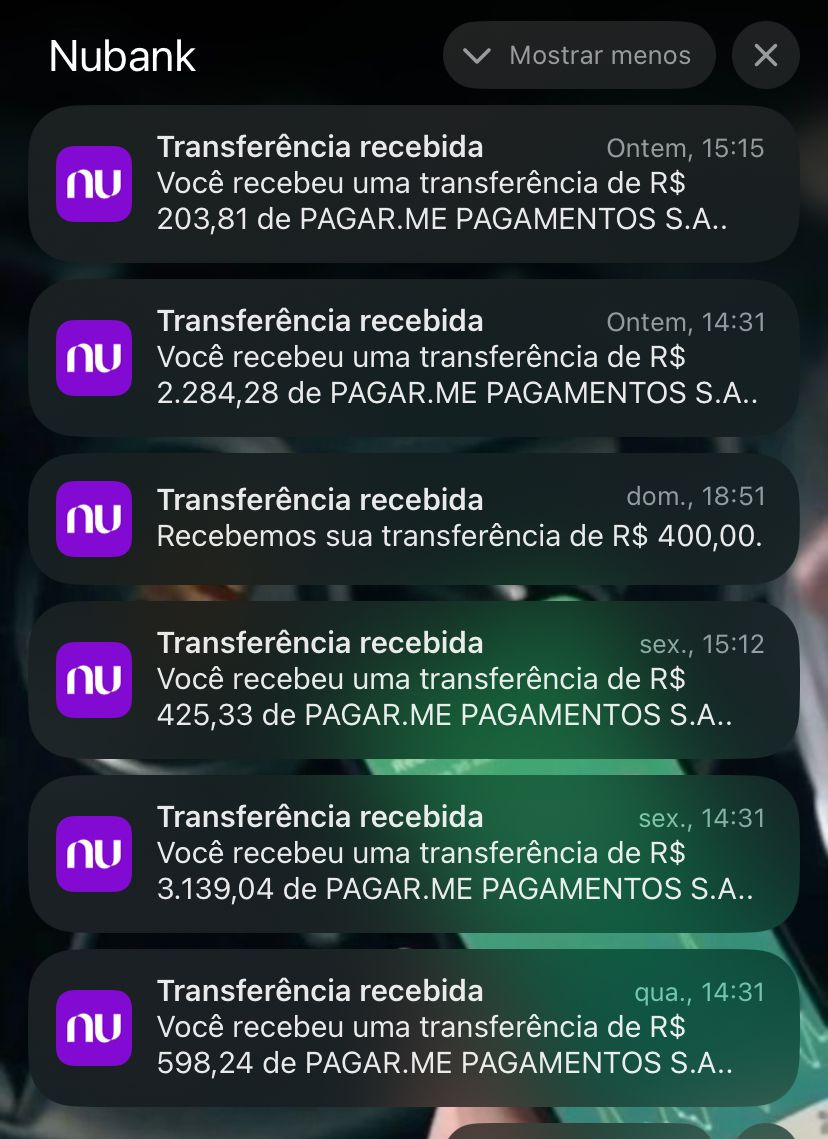 Nubank
Mostrar menos
Transferência recebida
Ontem, 15:15
Você recebeu uma transferência de R$
203,81 de PAGAR.ME PAGAMENTOS S.A..
nu
Transferência recebida
Ontem, 14:31
Você recebeu uma transferência de R$
2.284,28 de PAGAR.ME PAGAMENTOS S.A..
nu
Transferência recebida
dom., 18:51
Recebemos sua transferência de R$ 400,00.
nu
Transferência recebida
sex., 15:12
Você recebeu uma transferência de R$
425,33 de PAGAR.ME PAGAMENTOS S.A..
nu
Transferência recebida
sex., 14:31
Você recebeu uma transferência de R$
3.139,04 de PAGAR.ME PAGAMENTOS S.A..
nu
Transferência recebida
qua., 14:31
Você recebeu uma transferência de R$
598,24 de PAGAR.ME PAGAMENTOS S.A..
nu